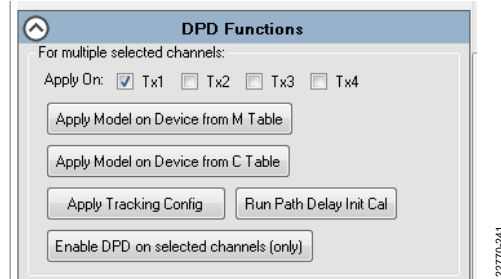 DPD Functions
For multiple selected channels:
Apply On: Tx1 Tx2 Tx3 Tx4
Apply Model on Device from M Table
Apply Model on Device from C Table
Apply Tracking Config Run Path Delay Init Cal
Enable DPD on selected channels (only)
22770-241